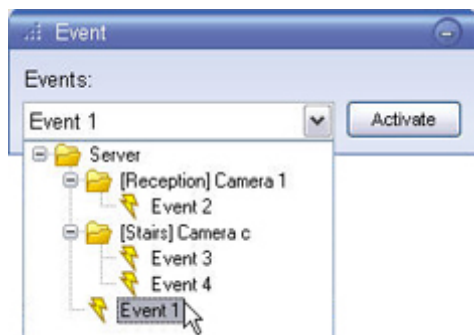 Event
Events:
Event 1 Activate
Server
[Reception] Camera 1
Event 2
[Stairs] Camera c
Event 3
Event 4
Event 1